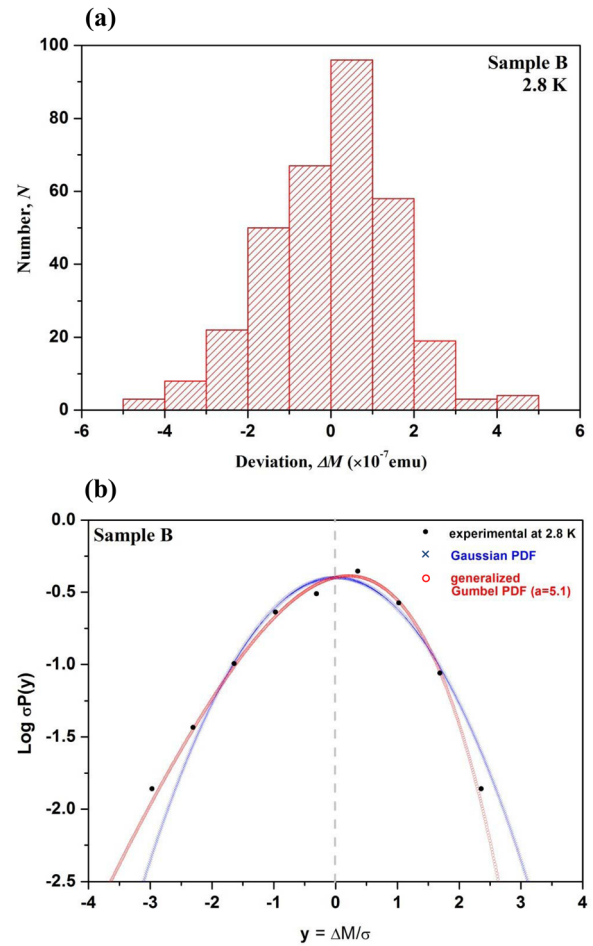 (a)
100
80
60
40
20
0
Number, N
Sample B
2.8 K
-6
-4
-2
0
2
4
6
Deviation, ΔM (×10⁻⁷emu)
(b)
0.0
-0.5
-1.0
-1.5
-2.0
-2.5
Log σP(y)
Sample B
experimental at 2.8 K
Gaussian PDF
generalized
Gumbel PDF (a=5.1)
-4
-3
-2
-1
0
1
2
3
4
y = ΔM/σ